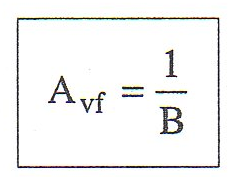 A_vf = 1/B